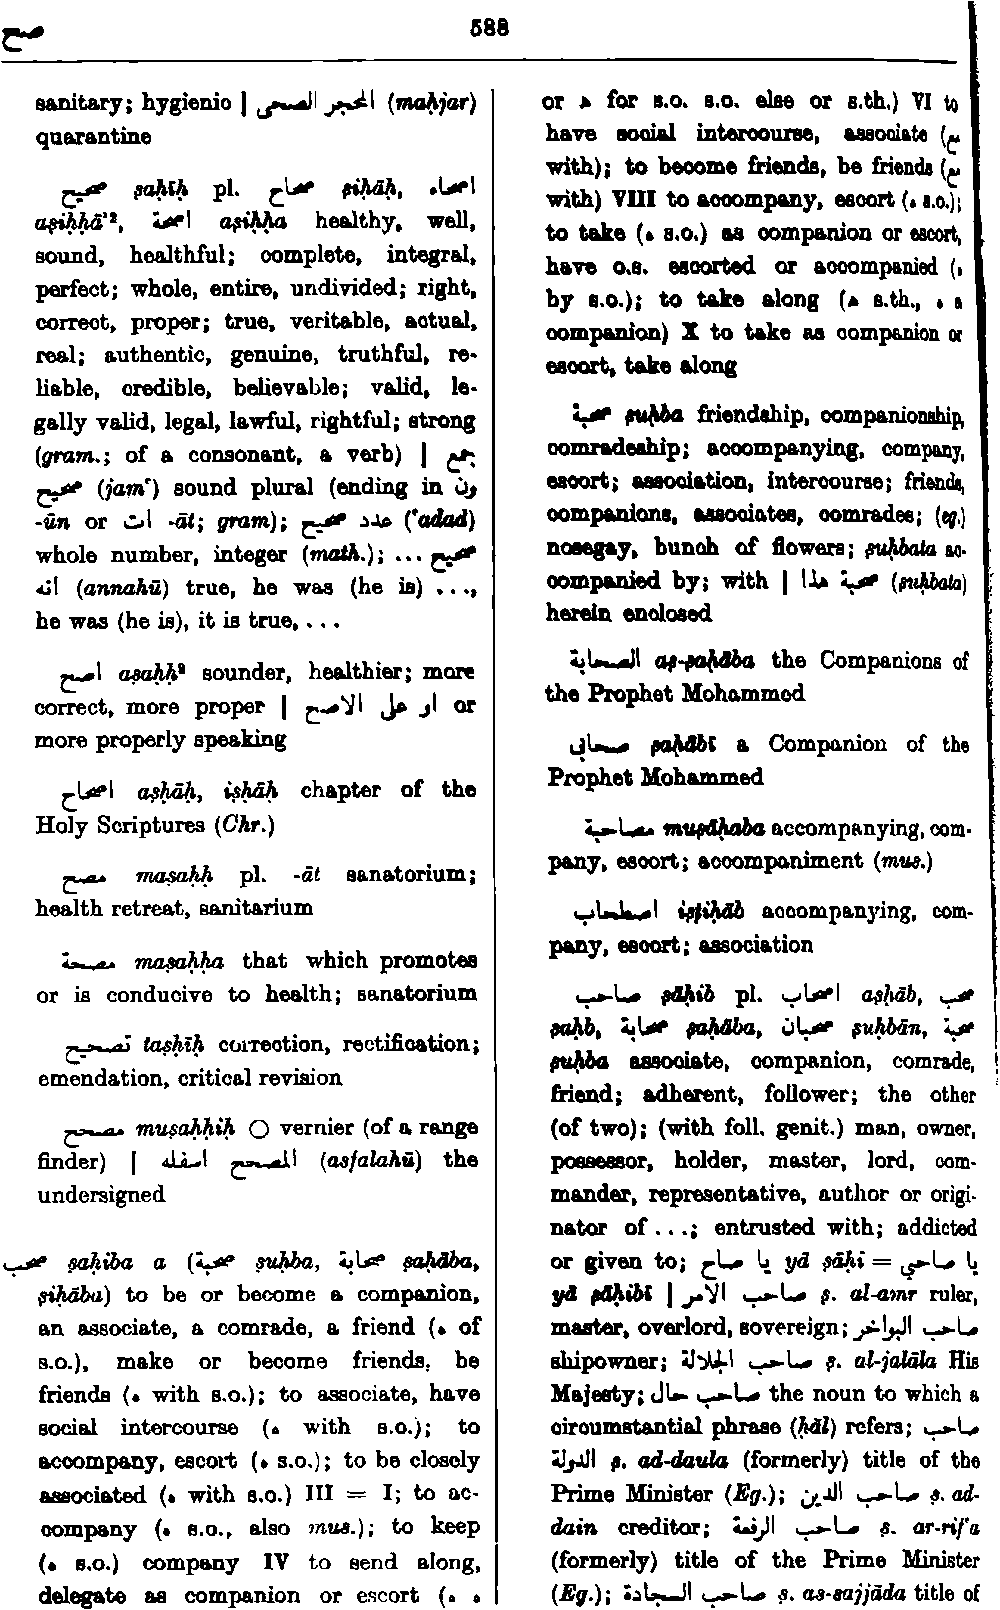 صح
588
sanitary; hygienic | المحجر الصحى (maḥjar)
quarantine
صحيح ṣaḥīḥ pl. صحاح ṣiḥāḥ, اصحاء
aṣiḥḥā'², اصحة aṣiḥḥa healthy, well,
sound, healthful; complete, integral,
perfect; whole, entire, undivided; right,
correct, proper; true, veritable, actual,
real; authentic, genuine, truthful, re-
liable, credible, believable; valid, le-
gally valid, legal, lawful, rightful; strong
(gram.; of a consonant, a verb) | جمع
صحيح (jam‘) sound plural (ending in ون
-ūn or ات -āt; gram); عدد صحيح (‘adad)
whole number, integer (math.); ... صحيح
انه (annahū) true, he was (he is) ...,
he was (he is), it is true, ...
اصح aṣaḥḥ² sounder, healthier; more
correct, more proper | او على الاصح or
more properly speaking
اصحاح aṣḥāḥ, iṣḥāḥ chapter of the
Holy Scriptures (Chr.)
مصح maṣaḥḥ pl. -āt sanatorium;
health retreat, sanitarium
مصحة maṣaḥḥa that which promotes
or is conducive to health; sanatorium
تصحيح taṣḥīḥ correction, rectification;
emendation, critical revision
مصحح muṣaḥḥiḥ ○ vernier (of a range
finder) | المصحح اسفله (asfalahū) the
undersigned
صحب ṣaḥiba a (صحبة ṣuḥba, صحابة ṣaḥāba,
ṣiḥāba) to be or become a companion,
an associate, a comrade, a friend (ه of
s.o.), make or become friends, be
friends (ه with s.o.); to associate, have
social intercourse (ه with s.o.); to
accompany, escort (ه s.o.); to be closely
associated (ه with s.o.) III = I; to ac-
company (ه s.o., also mus.); to keep
(ه s.o.) company IV to send along,
delegate as companion or escort (ه ه
or ھ for s.o. s.o. else or s.th.) VI to
have social intercourse, associate (مع
with); to become friends, be friends (مع
with) VIII to accompany, escort (ه s.o.);
to take (ه s.o.) as companion or escort,
have o.s. escorted or accompanied (ه
by s.o.); to take along (ھ s.th., ه a
companion) X to take as companion or
escort, take along
صحبة ṣuḥba friendship, companionship,
comradeship; accompanying, company,
escort; association, intercourse; friends,
companions, associates, comrades; (eg.)
nosegay, bunch of flowers; ṣuḥbata ac-
companied by; with | صحبة هذا (ṣuḥbata)
herein enclosed
الصحابة aṣ-ṣaḥāba the Companions of
the Prophet Mohammed
صحابى ṣaḥābī a Companion of the
Prophet Mohammed
مصاحبة muṣāḥaba accompanying, com-
pany, escort; accompaniment (mus.)
اصطحاب iṣṭiḥāb accompanying, com-
pany, escort; association
صاحب ṣāḥib pl. اصحاب aṣḥāb, صحب
ṣaḥb, صحابة ṣaḥāba, صحبان ṣuḥbān, صحبة
ṣuḥba associate, companion, comrade,
friend; adherent, follower; the other
(of two); (with foll. genit.) man, owner,
possessor, holder, master, lord, com-
mander, representative, author or origi-
nator of ...; entrusted with; addicted
or given to; يا صاح yā ṣāḥi = يا صاحبي
yā ṣāḥibī | صاحب الامر ṣ. al-amr ruler,
master, overlord, sovereign; صاحب البواخر
shipowner; صاحب الجلالة ṣ. al-jalāla His
Majesty; صاحب حال the noun to which a
circumstantial phrase (ḥāl) refers; صاحب
الدولة ṣ. ad-daula (formerly) title of the
Prime Minister (Eg.); صاحب الدين ṣ. ad-
dain creditor; صاحب الرفعة ṣ. ar-rif‘a
(formerly) title of the Prime Minister
(Eg.); صاحب السجادة ṣ. as-sajjāda title of